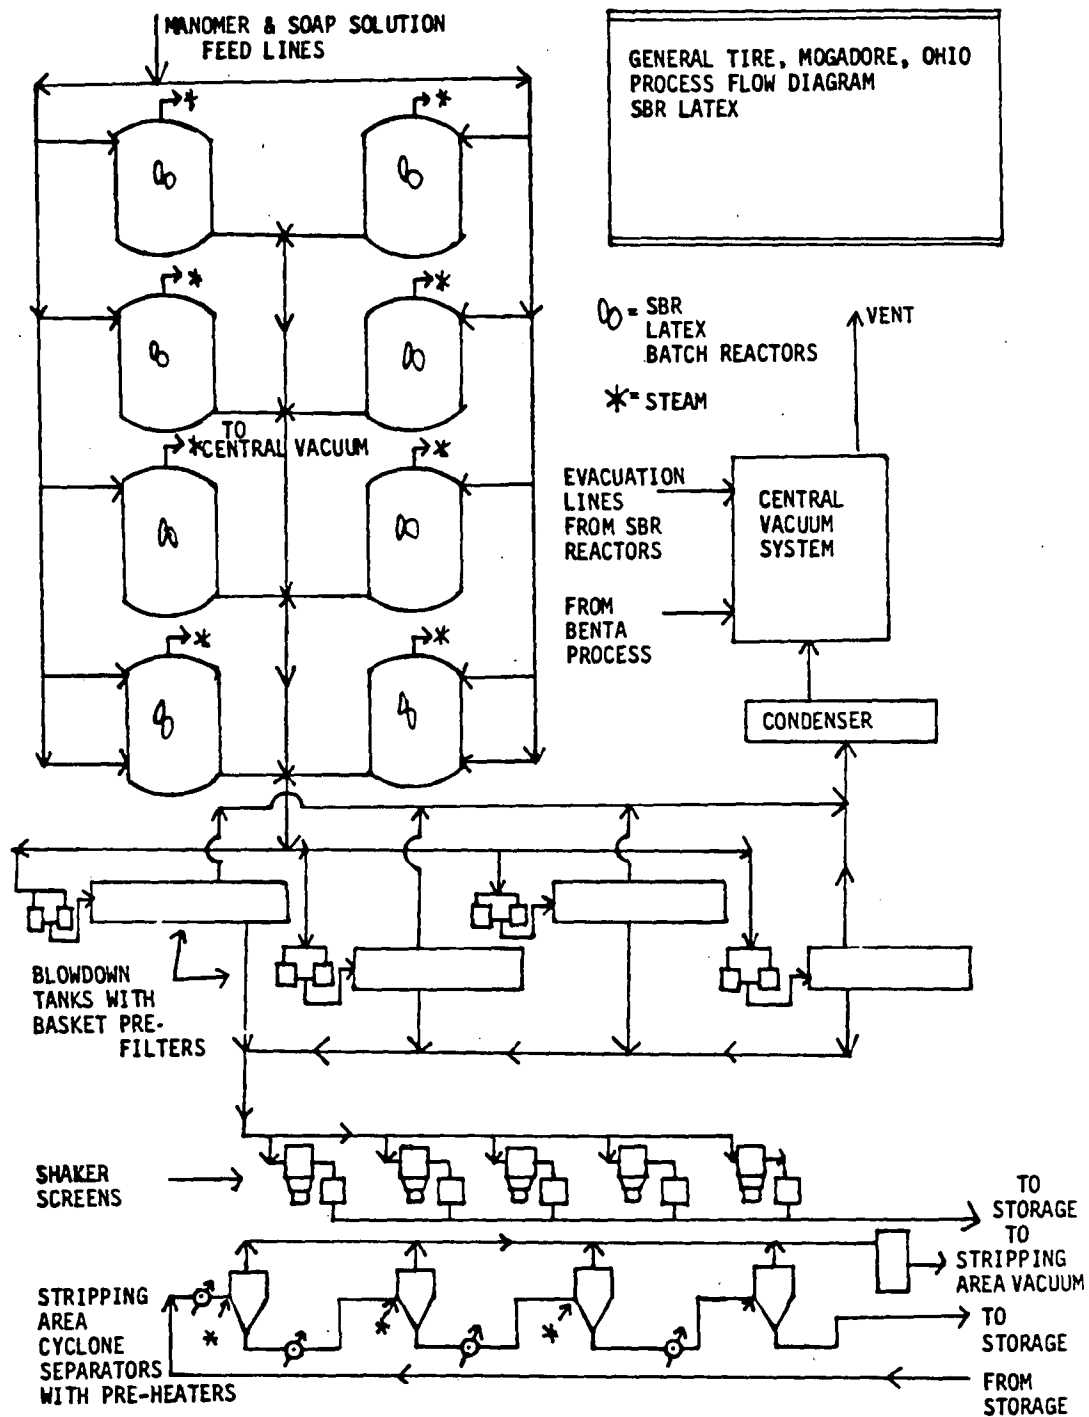 MANOMER & SOAP SOLUTION
FEED LINES
GENERAL TIRE, MOGADORE, OHIO
PROCESS FLOW DIAGRAM
SBR LATEX
= SBR
LATEX
BATCH REACTORS
= STEAM
VENT
TO
CENTRAL VACUUM
EVACUATION
LINES
FROM SBR
REACTORS
CENTRAL
VACUUM
SYSTEM
FROM
BENTA
PROCESS
CONDENSER
BLOWDOWN
TANKS WITH
BASKET PRE-
FILTERS
SHAKER
SCREENS
TO
STORAGE
TO
STRIPPING
AREA VACUUM
STRIPPING
AREA
CYCLONE
SEPARATORS
WITH PRE-HEATERS
TO
STORAGE
FROM
STORAGE